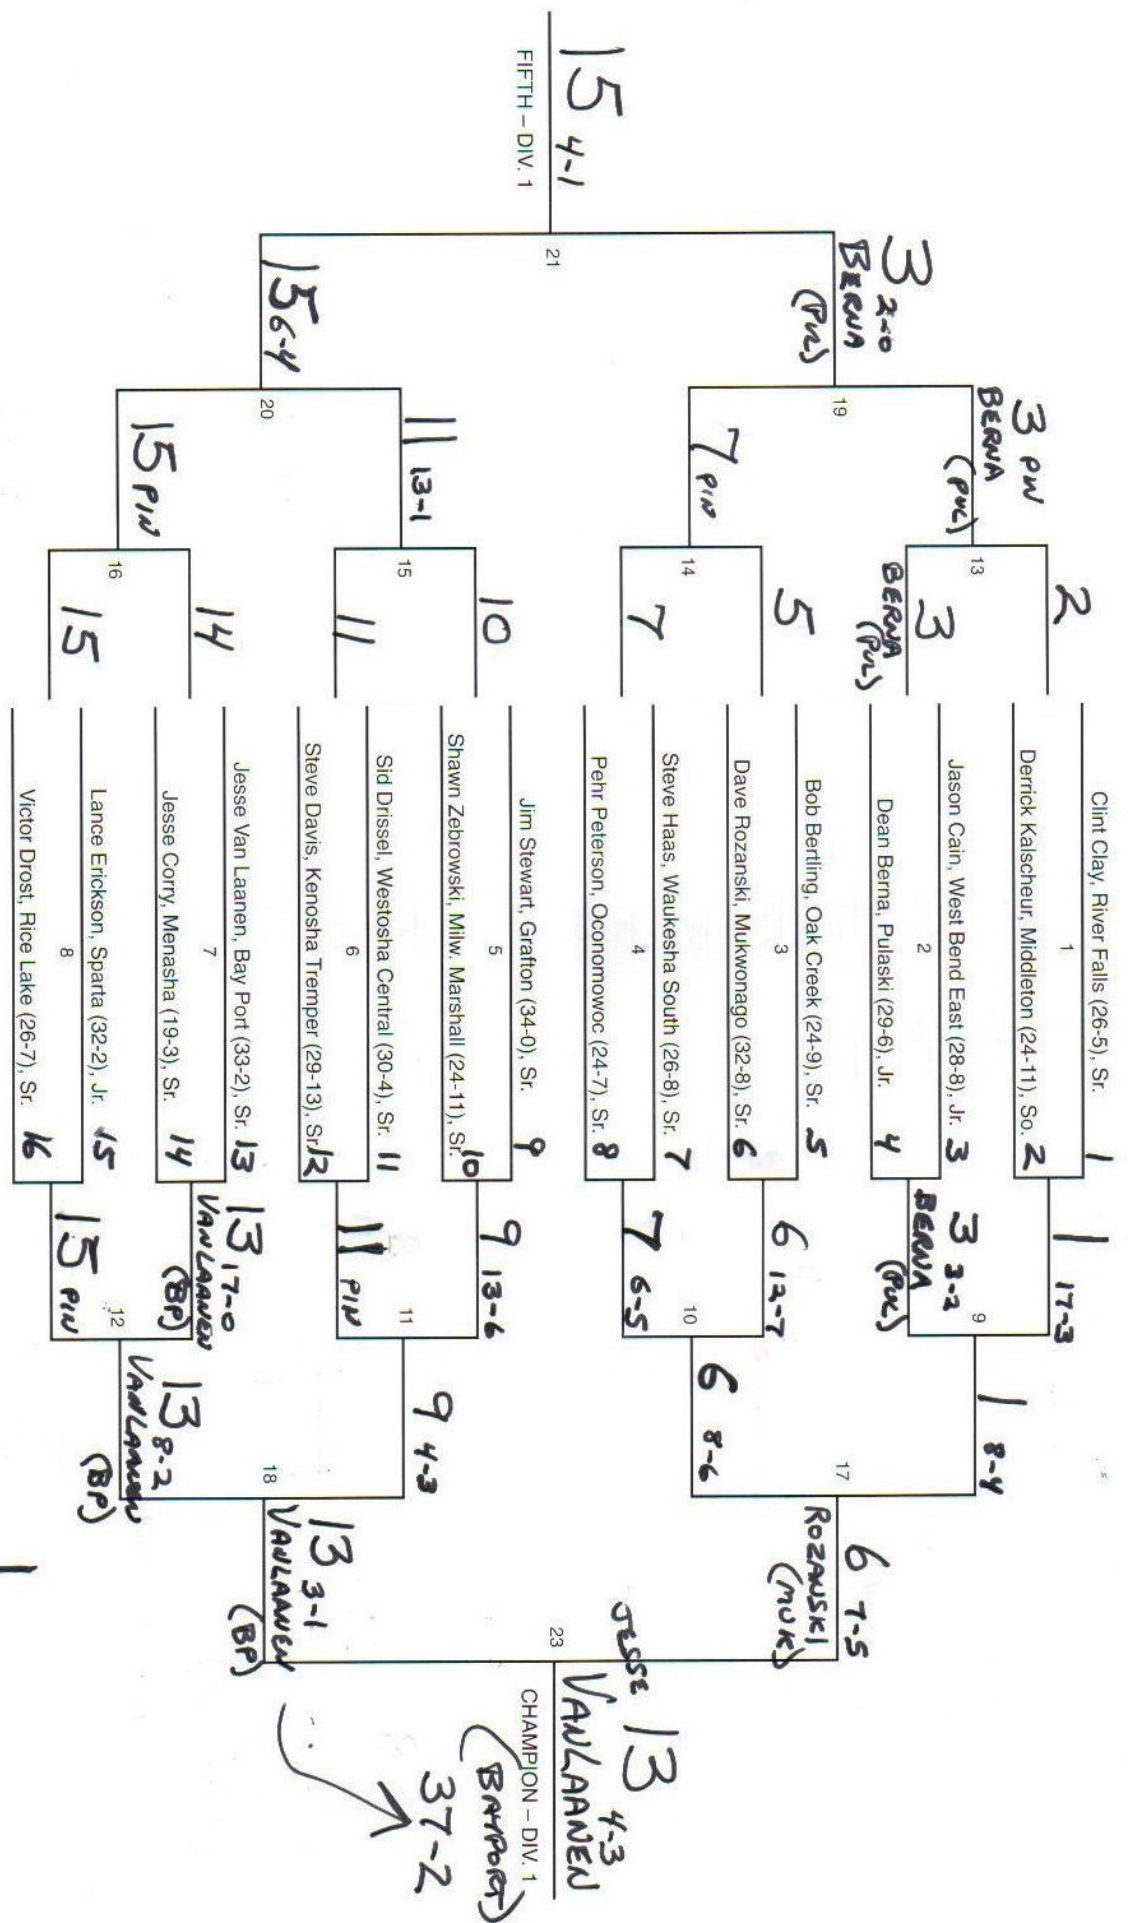 Clint Clay, River Falls (26-5), Sr. 1
1
Derrick Kalscheur, Middleton (24-11), So. 2
Jason Cain, West Bend East (28-8), Jr. 3
2
Dean Berna, Pulaski (29-6), Jr. 4
Bob Bertling, Oak Creek (24-9), Sr. 5
3
Dave Rozanski, Mukwonago (32-8), Sr. 6
Steve Haas, Waukesha South (26-8), Sr. 7
4
Pehr Peterson, Oconomowoc (24-7), Sr. 8
Jim Stewart, Grafton (34-0), Sr. 9
5
Shawn Zebrowski, Milw. Marshall (24-11), Sr. 10
Sid Drissel, Westosha Central (30-4), Sr. 11
6
Steve Davis, Kenosha Tremper (29-13), Sr. 12
Jesse Van Laanen, Bay Port (33-2), Sr. 13
7
Jesse Corry, Menasha (19-3), Sr. 14
Lance Erickson, Sparta (32-2), Jr. 15
8
Victor Drost, Rice Lake (26-7), Sr. 16
1 17-3
9
3 3-2
BERNA
(PUL)
6 12-7
10
7 6-5
9 13-6
11
11 PIN
13 17-0
VANLAANEN
(BP)
12
15 PIN
1 8-4
17
6 8-6
9 4-3
18
13 8-2
VANLAANEN
(BP)
6 7-5
ROZANSKI
(MUK)
23
13 3-1
VANLAANEN
(BP)
JESSE 13 4-3
VANLAANEN
CHAMPION – DIV. 1
(BAYPORT)
37-2
2
13
3
BERNA
(PUL)
5
14
7
10
15
11
14
16
15
3 PIN
BERNA
(PUL)
19
7 PIN
11 13-1
20
15 PIN
3 2-0
BERNA
(PUL)
21
15 6-4
15 4-1
FIFTH – DIV. 1